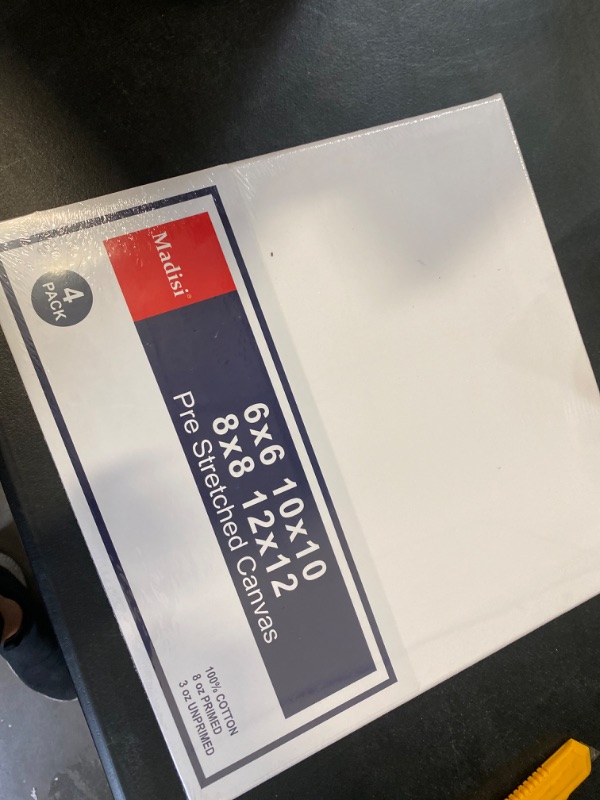 Madisi®
4
PACK
6x6 10x10
8x8 12x12
Pre Stretched Canvas
100% COTTON
8 oz PRIMED
3 oz UNPRIMED